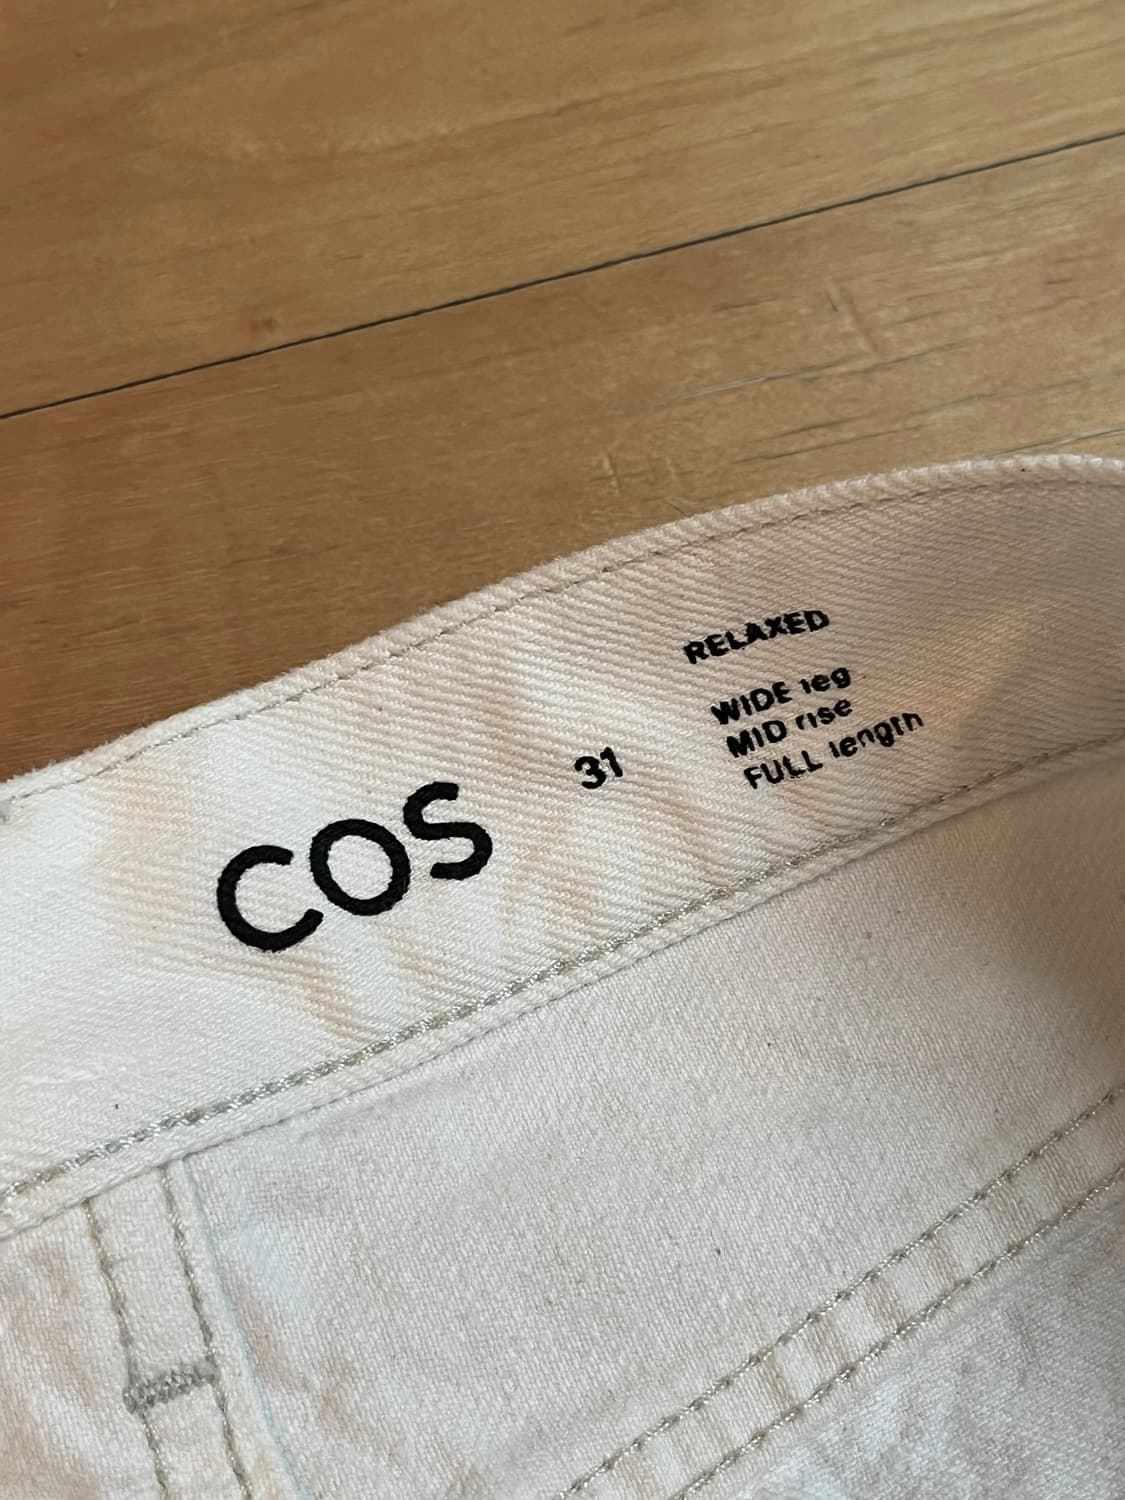 COS
31
RELAXED
WIDE leg
MID rise
FULL length